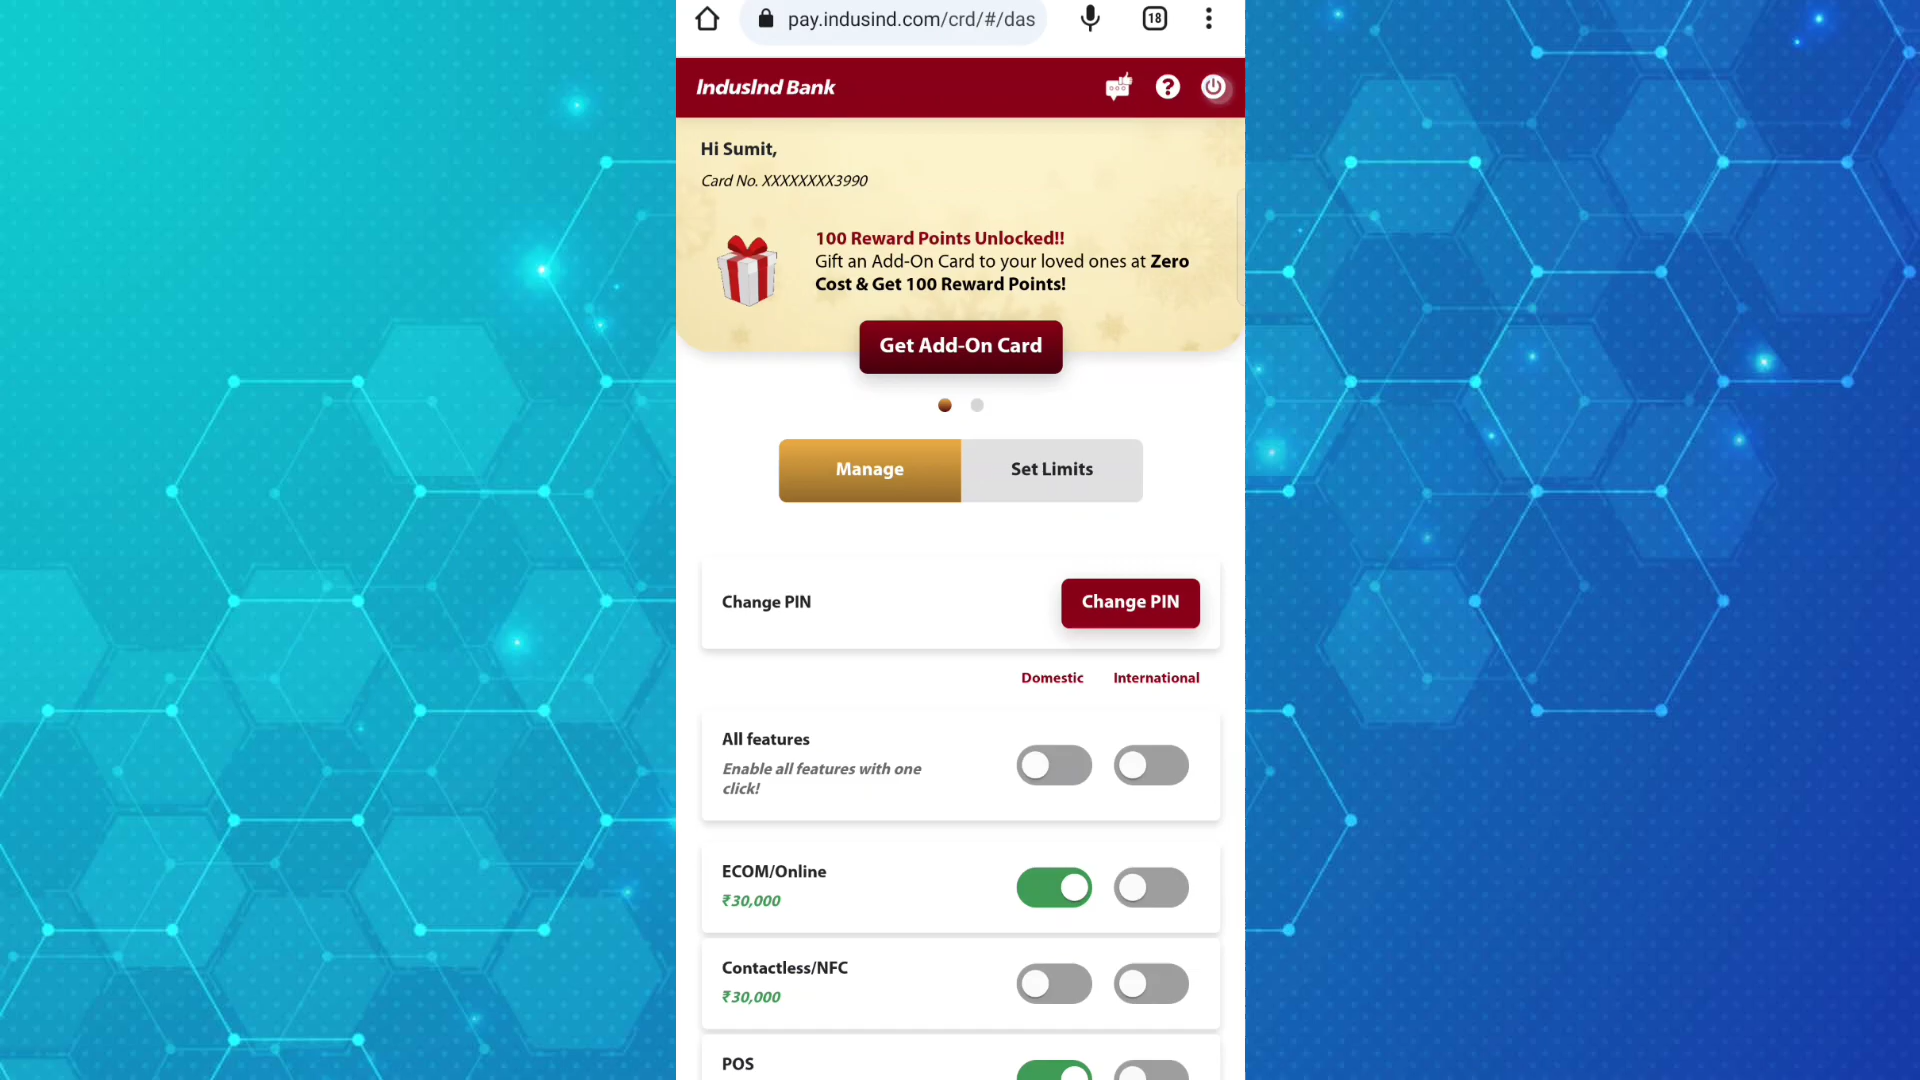 pay.indusind.com/crd/#/das
18
IndusInd Bank
Hi Sumit,
Card No. XXXXXXXX3990
100 Reward Points Unlocked!!
Gift an Add-On Card to your loved ones at Zero
Cost & Get 100 Reward Points!
Get Add-On Card
Manage
Set Limits
Change PIN
Change PIN
Domestic
International
All features
Enable all features with one
click!
ECOM/Online
₹30,000
Contactless/NFC
₹30,000
POS